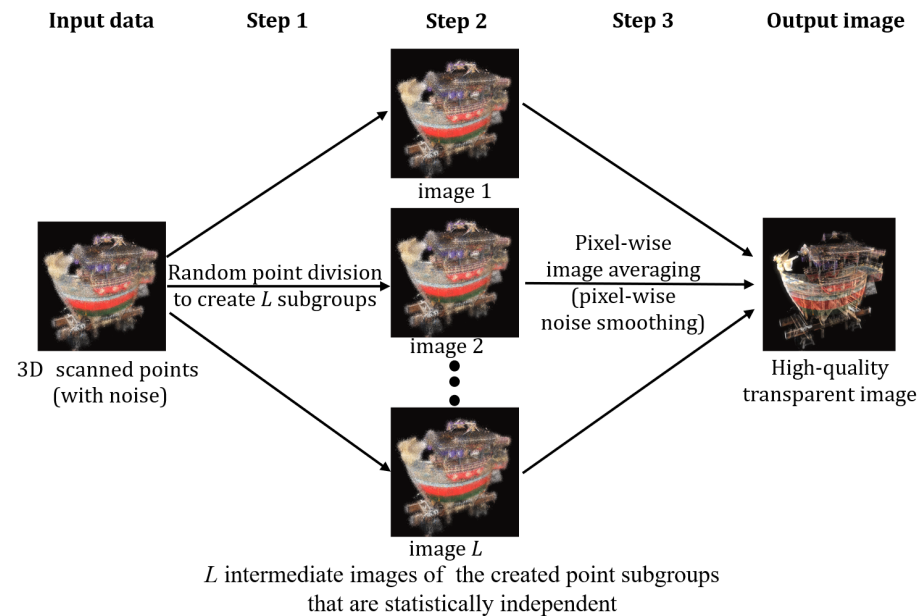 Input data
Step 1
Step 2
Step 3
Output image
image 1
Random point division
to create L subgroups
image 2
Pixel-wise
image averaging
(pixel-wise
noise smoothing)
3D scanned points
(with noise)
High-quality
transparent image
image L
L intermediate images of the created point subgroups
that are statistically independent